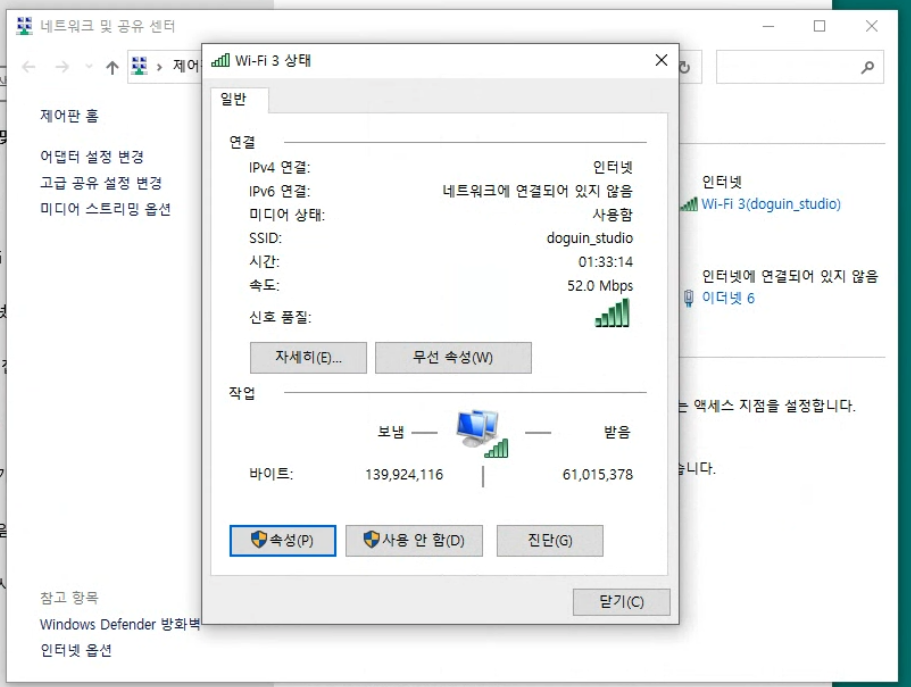 네트워크 및 공유 센터
Wi-Fi 3 상태
일반
연결
IPv4 연결: 인터넷
IPv6 연결: 네트워크에 연결되어 있지 않음
미디어 상태: 사용함
SSID: doguin_studio
시간: 01:33:14
속도: 52.0 Mbps
신호 품질:
자세히(E)... 무선 속성(W)
작업
보냄 받음
바이트: 139,924,116 61,015,378
속성(P) 사용 안 함(D) 진단(G)
닫기(C)
제어판 홈
어댑터 설정 변경
고급 공유 설정 변경
미디어 스트리밍 옵션
참고 항목
Windows Defender 방화벽
인터넷 옵션
인터넷
Wi-Fi 3(doguin_studio)
인터넷에 연결되어 있지 않음
이더넷 6
는 액세스 지점을 설정합니다.
습니다.